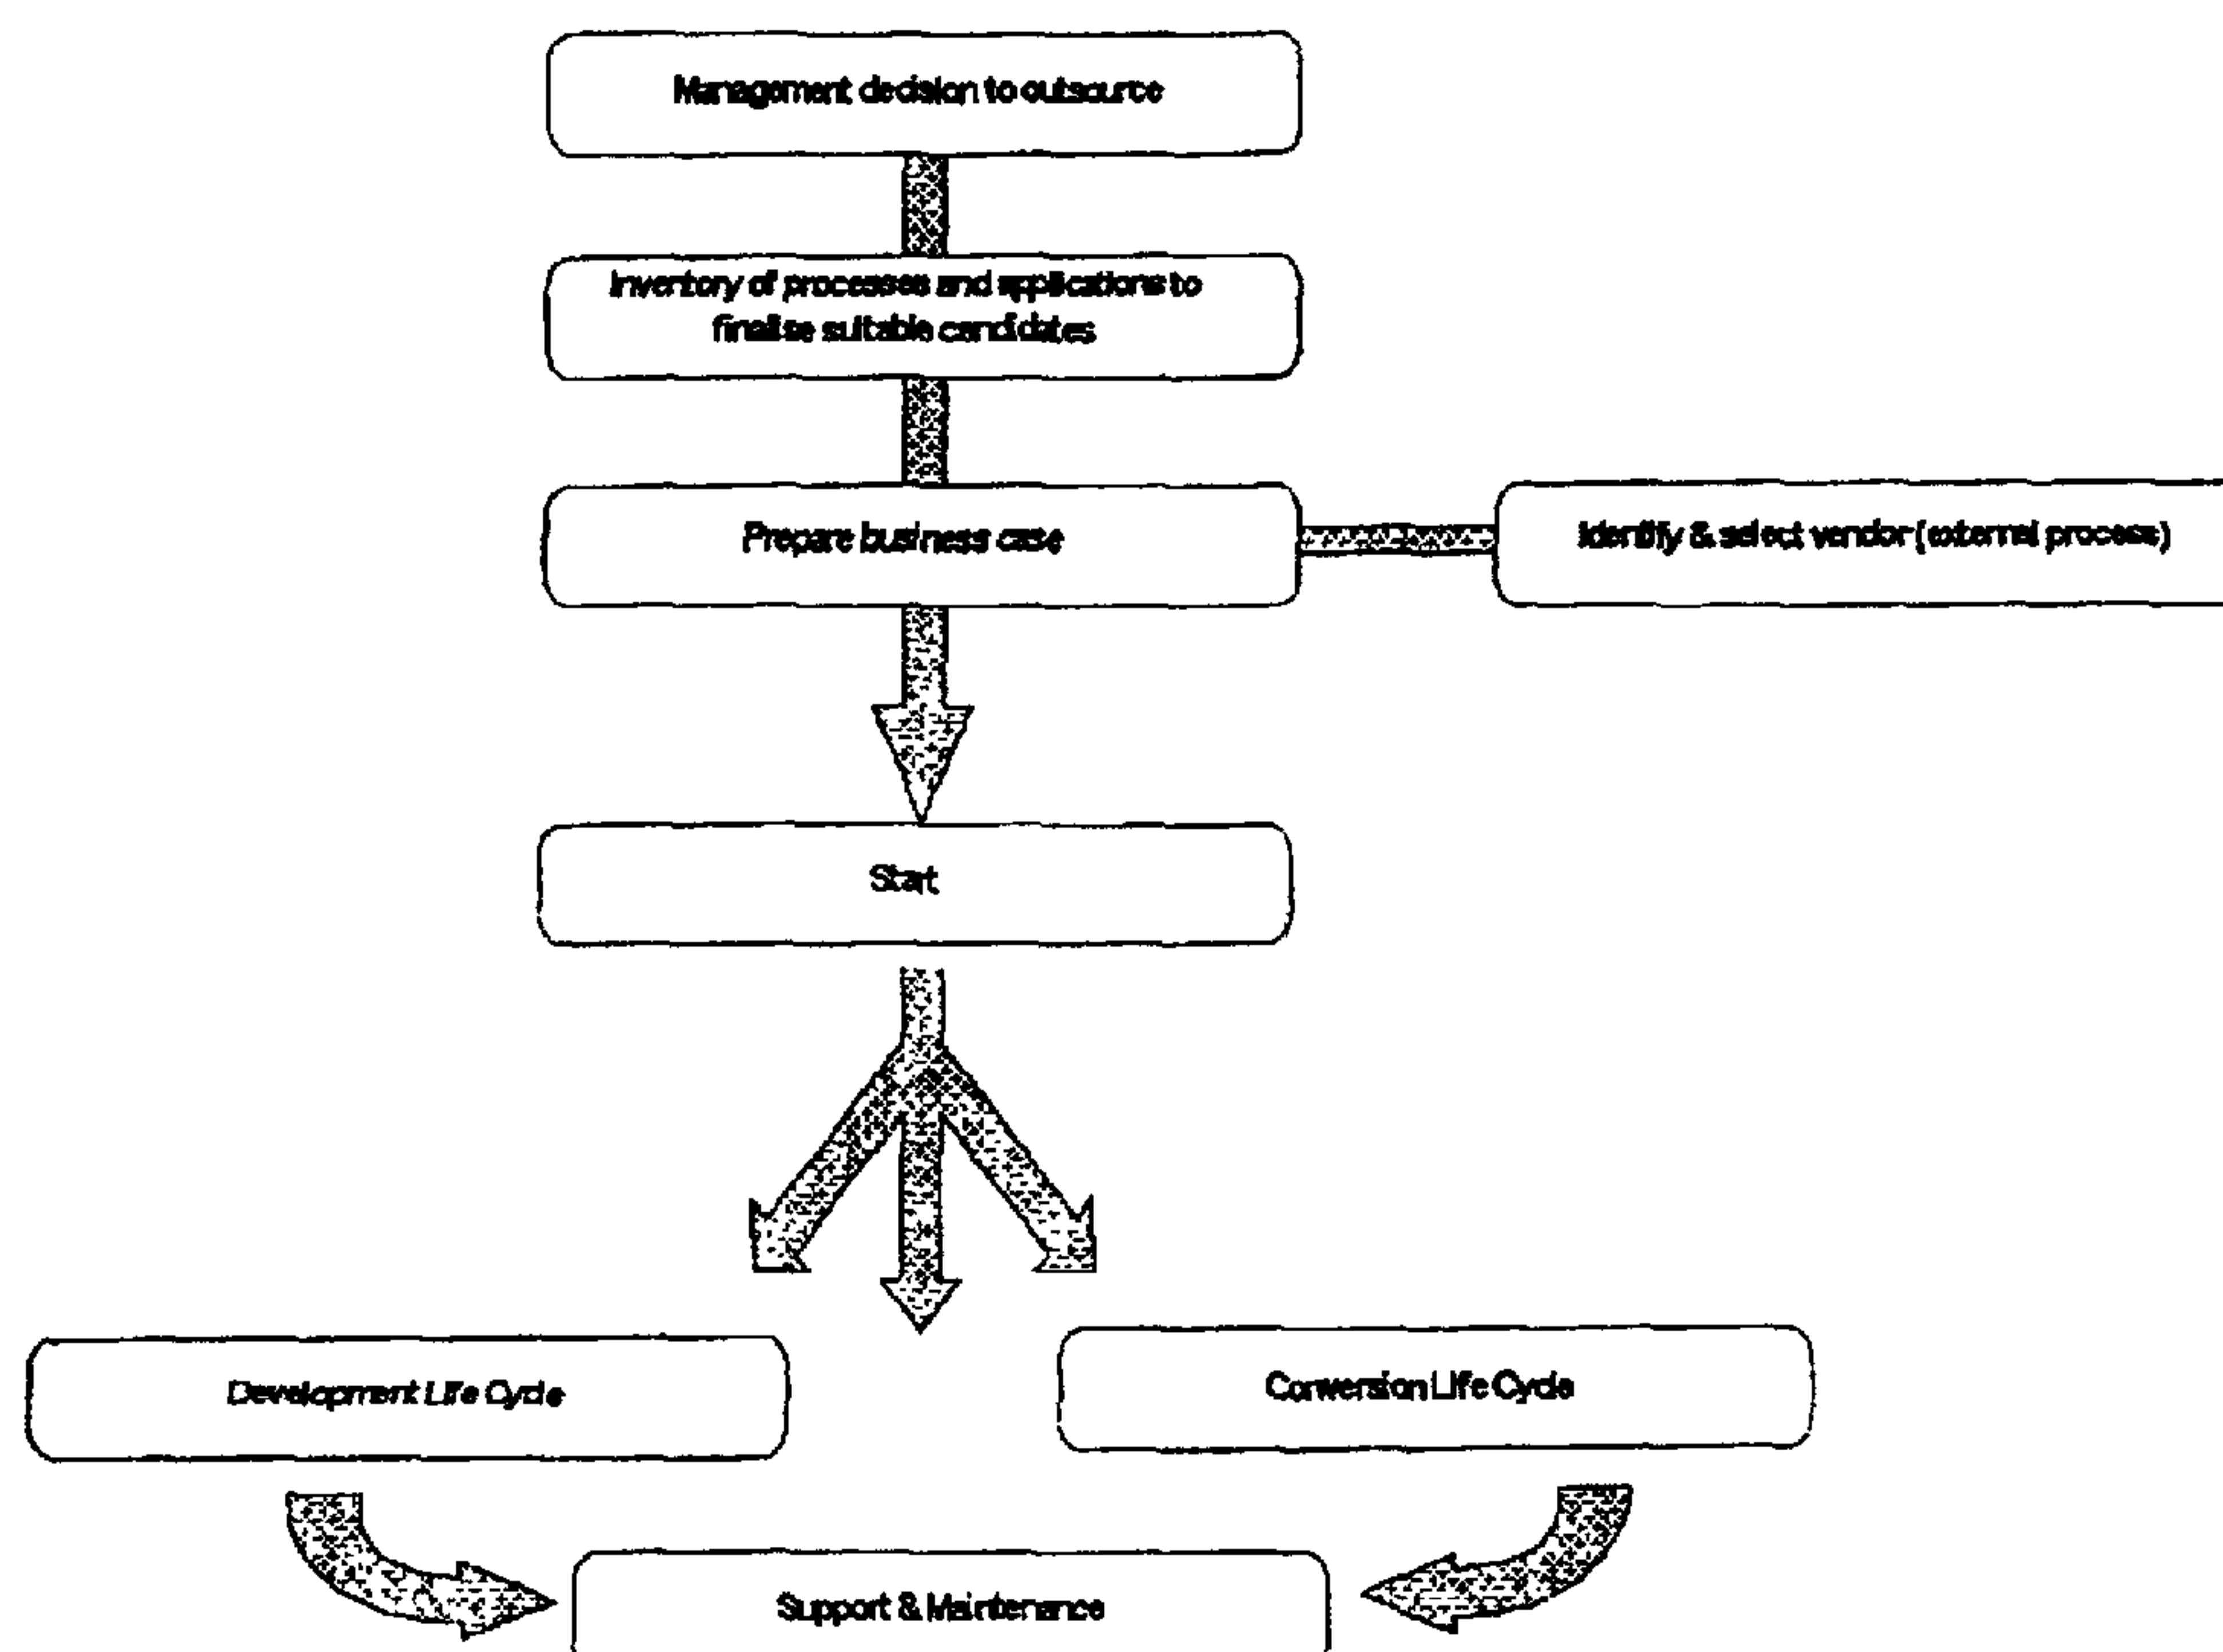 Management decision to outsource
Inventory of processes and applications to
finalise suitable candidates
Prepare business case
Identify & select vendor (external process)
Start
Development Life Cycle
Conversion Life Cycle
Support & Maintenance